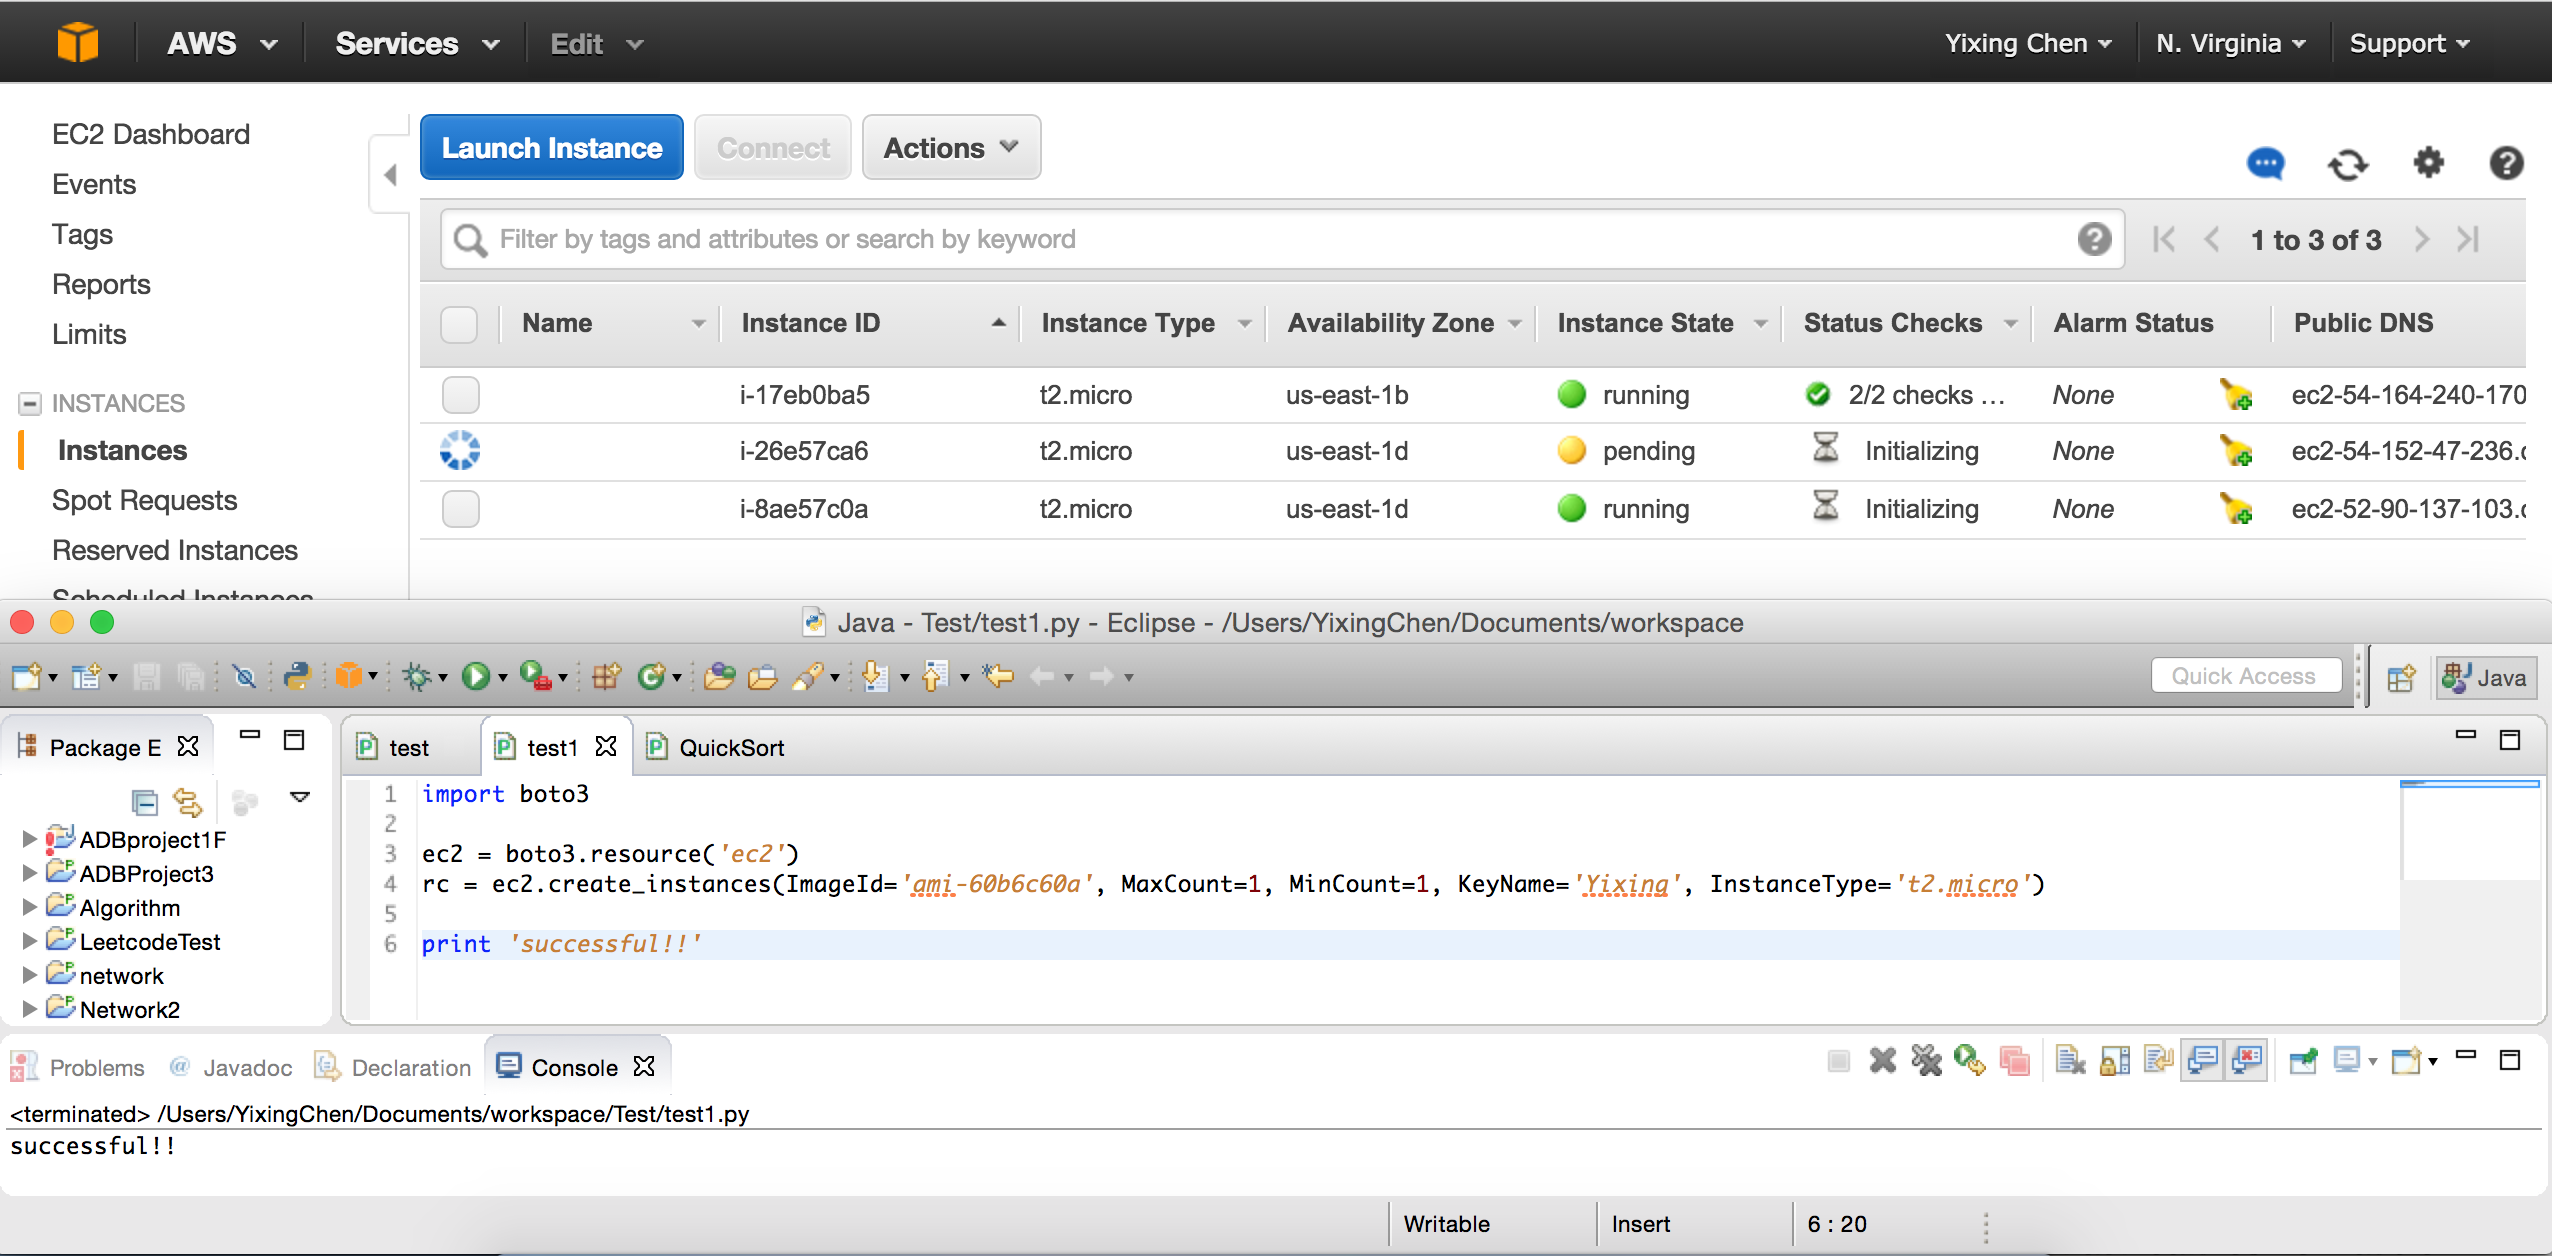 AWS Services Edit Yixing Chen N. Virginia Support
EC2 Dashboard
Events
Tags
Reports
Limits
INSTANCES
Instances
Spot Requests
Reserved Instances
Scheduled Instances
Launch Instance Connect Actions
Filter by tags and attributes or search by keyword 1 to 3 of 3
Name Instance ID Instance Type Availability Zone Instance State Status Checks Alarm Status Public DNS
i-17eb0ba5 t2.micro us-east-1b running 2/2 checks ... None ec2-54-164-240-170
i-26e57ca6 t2.micro us-east-1d pending Initializing None ec2-54-152-47-236.c
i-8ae57c0a t2.micro us-east-1d running Initializing None ec2-52-90-137-103.c
Java - Test/test1.py - Eclipse - /Users/YixingChen/Documents/workspace
Quick Access Java
Package E
ADBproject1F
ADBProject3
Algorithm
LeetcodeTest
network
Network2
test test1 QuickSort
1 import boto3
2
3 ec2 = boto3.resource('ec2')
4 rc = ec2.create_instances(ImageId='ami-60b6c60a', MaxCount=1, MinCount=1, KeyName='Yixing', InstanceType='t2.micro')
5
6 print 'successful!!'
Problems @ Javadoc Declaration Console
<terminated> /Users/YixingChen/Documents/workspace/Test/test1.py
successful!!
Writable Insert 6 : 20